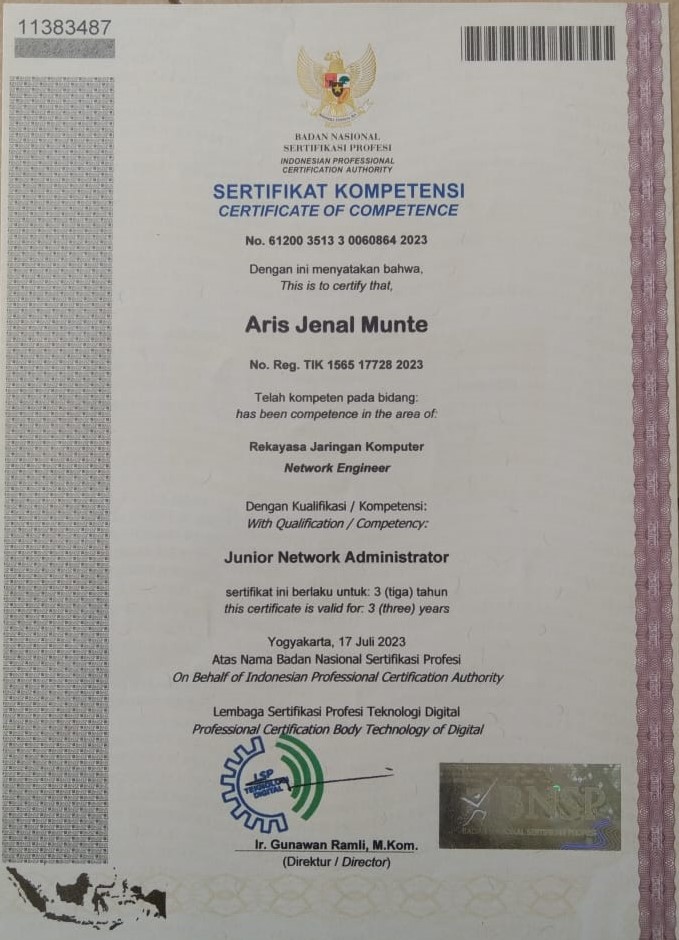 11383487
BADAN NASIONAL
SERTIFIKASI PROFESI
INDONESIAN PROFESSIONAL
CERTIFICATION AUTHORITY
SERTIFIKAT KOMPETENSI
CERTIFICATE OF COMPETENCE
No. 61200 3513 3 0060864 2023
Dengan ini menyatakan bahwa,
This is to certify that,
Aris Jenal Munte
No. Reg. TIK 1565 17728 2023
Telah kompeten pada bidang:
has been competence in the area of:
Rekayasa Jaringan Komputer
Network Engineer
Dengan Kualifikasi / Kompetensi:
With Qualification / Competency:
Junior Network Administrator
sertifikat ini berlaku untuk: 3 (tiga) tahun
this certificate is valid for: 3 (three) years
Yogyakarta, 17 Juli 2023
Atas Nama Badan Nasional Sertifikasi Profesi
On Behalf of Indonesian Professional Certification Authority
Lembaga Sertifikasi Profesi Teknologi Digital
Professional Certification Body Technology of Digital
LSP
TEKNOLOGI
DIGITAL
BNSP
BADAN NASIONAL SERTIFIKASI PROFESI
Ir. Gunawan Ramli, M.Kom.
(Direktur / Director)